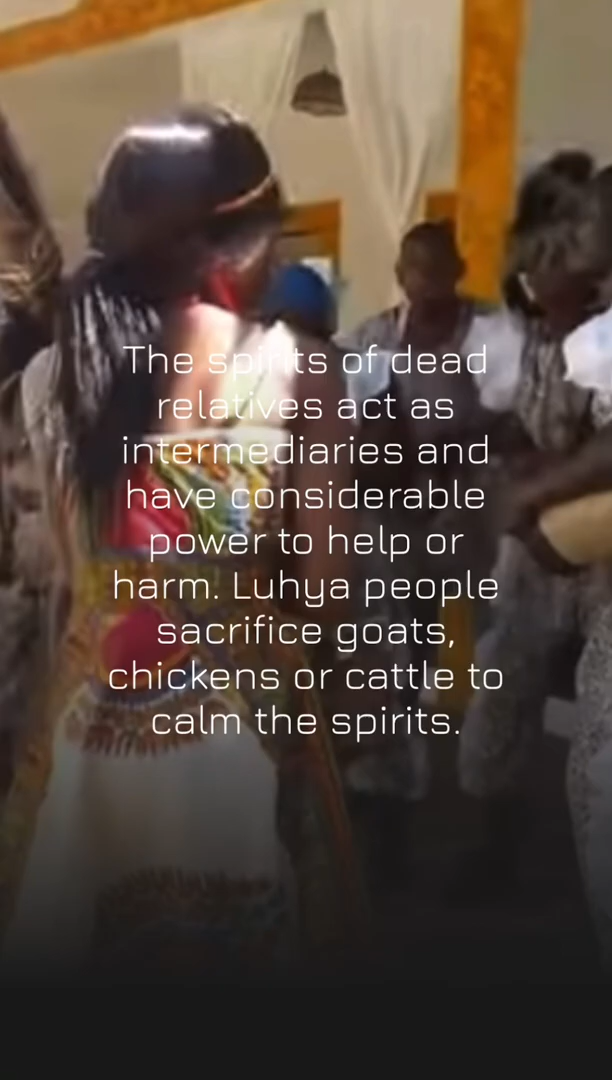 The spirits of dead
relatives act as
intermediaries and
have considerable
power to help or
harm. Luhya people
sacrifice goats,
chickens or cattle to
calm the spirits.